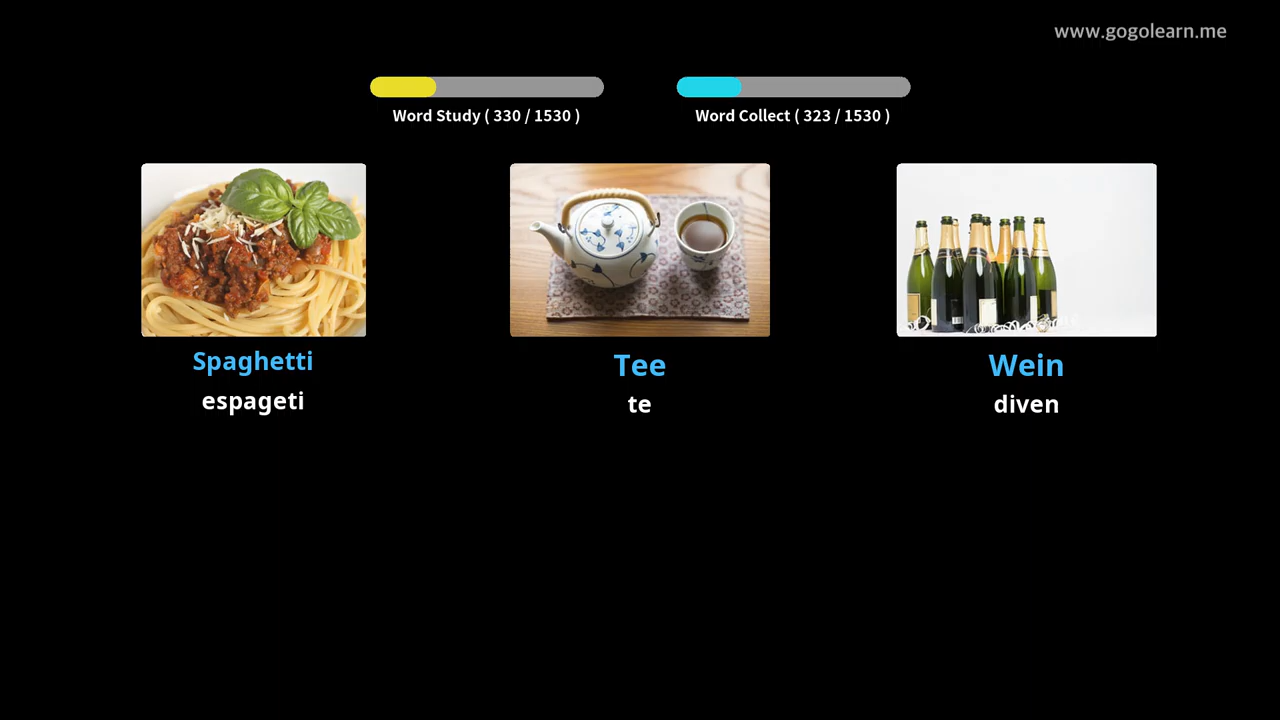 www.gogolearn.me
Word Study ( 330 / 1530 )
Word Collect ( 323 / 1530 )
Spaghetti
Tee
Wein
espageti
te
diven